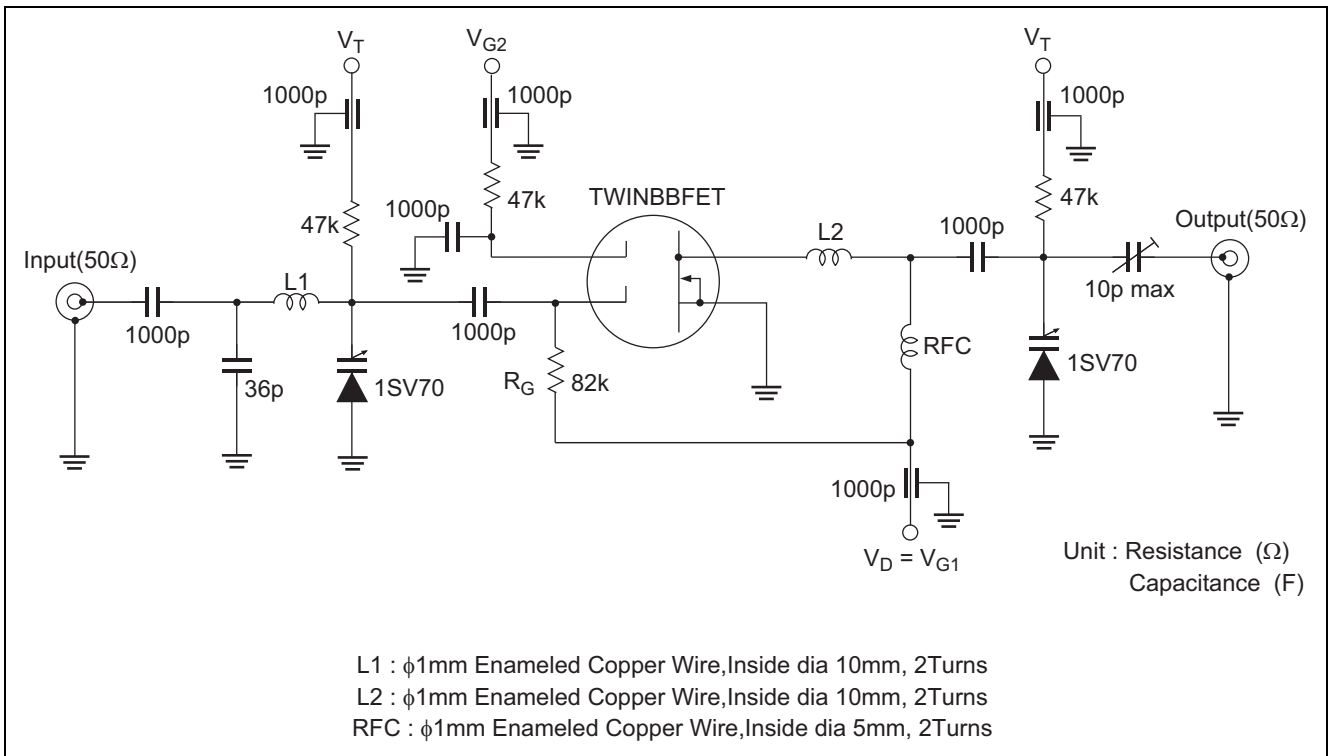 V_T
V_G2
V_T
1000p
1000p
1000p
47k
47k
47k
1000p
TWINBBFET
1000p
Output(50Ω)
Input(50Ω)
L1
L2
10p max
1000p
1000p
36p
1SV70
R_G
82k
RFC
1SV70
1000p
V_D = V_G1
Unit : Resistance (Ω)
Capacitance (F)
L1 : ϕ1mm Enameled Copper Wire,Inside dia 10mm, 2Turns
L2 : ϕ1mm Enameled Copper Wire,Inside dia 10mm, 2Turns
RFC : ϕ1mm Enameled Copper Wire,Inside dia 5mm, 2Turns